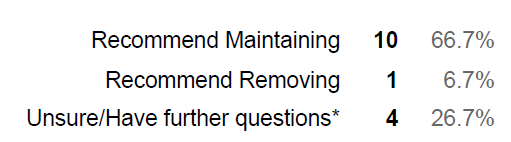 Recommend Maintaining 10 66.7%
Recommend Removing 1 6.7%
Unsure/Have further questions* 4 26.7%